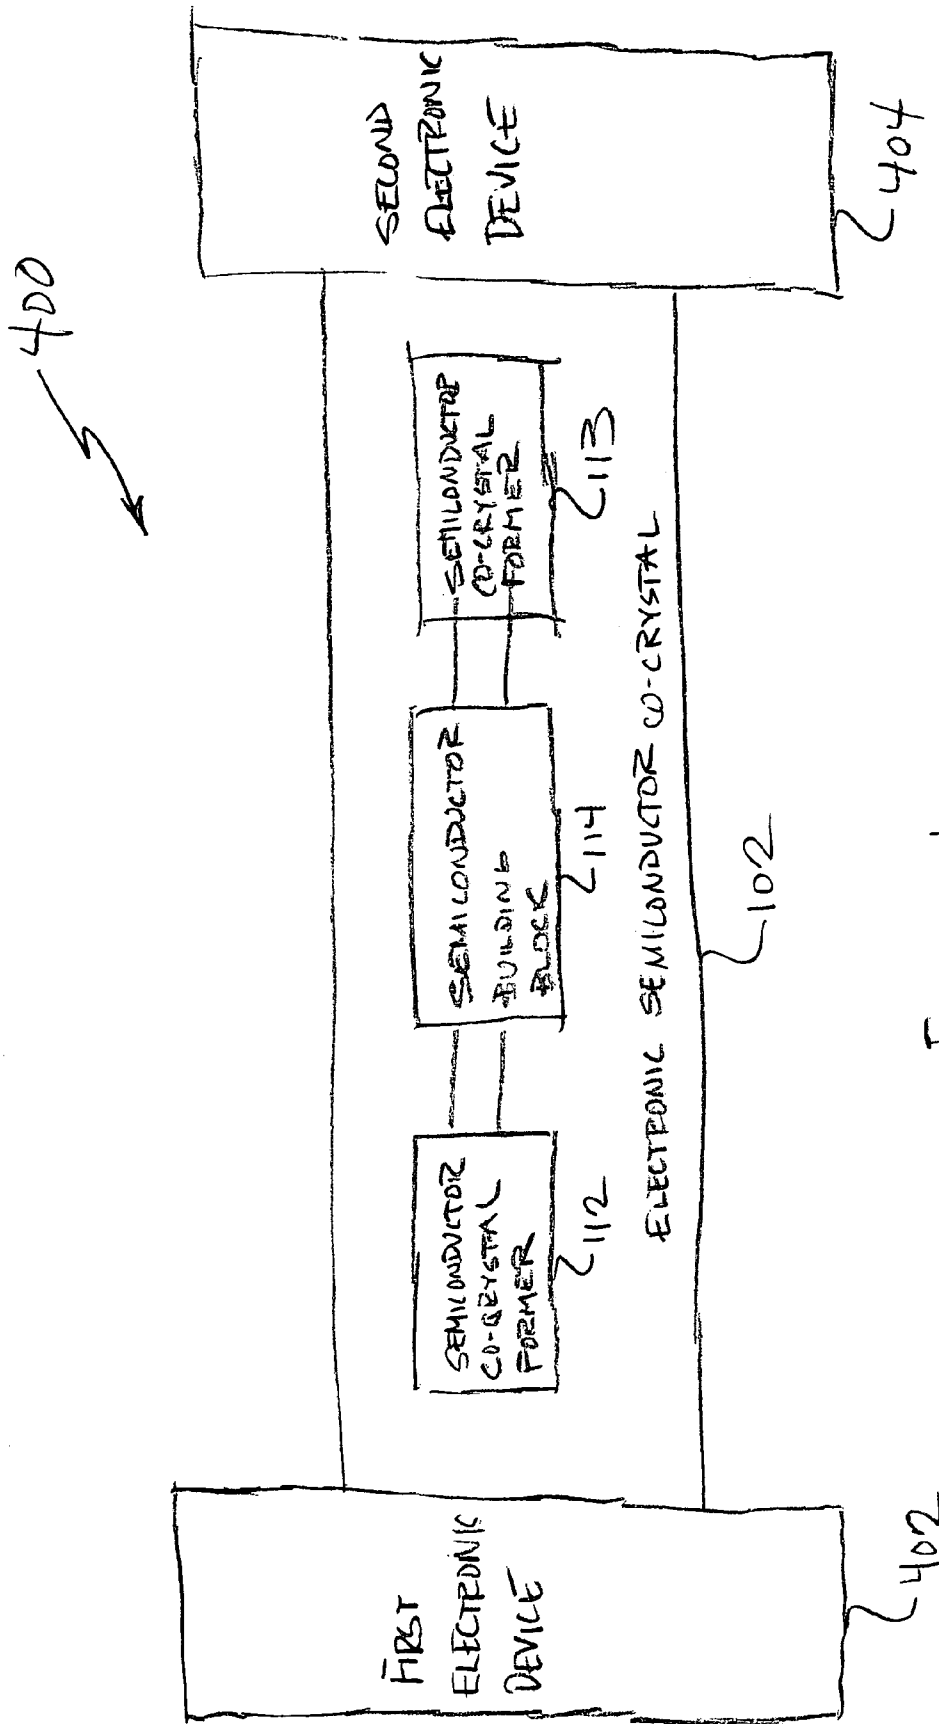 400
FIRST
ELECTRONIC
DEVICE
402
SEMICONDUCTOR
CO-CRYSTAL
FORMER
112
SEMICONDUCTOR
BUILDING
BLOCK
114
SEMICONDUCTOR
CO-CRYSTAL
FORMER
113
ELECTRONIC SEMICONDUCTOR CO-CRYSTAL
102
SECOND
ELECTRONIC
DEVICE
404